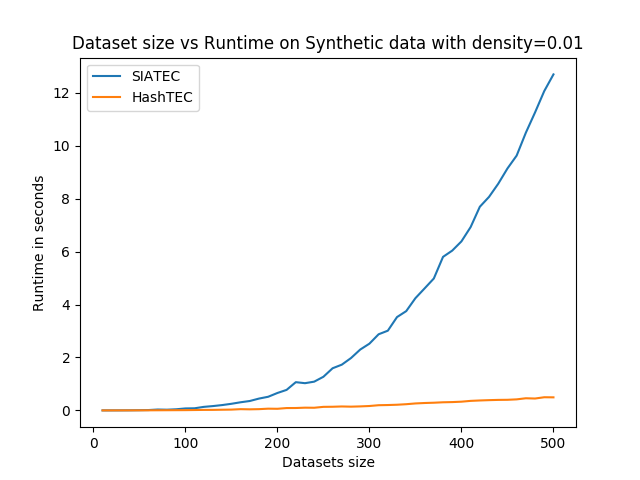 Dataset size vs Runtime on Synthetic data with density=0.01
SIATEC
HashTEC
Runtime in seconds
12
10
8
6
4
2
0
0 100 200 300 400 500
Datasets size